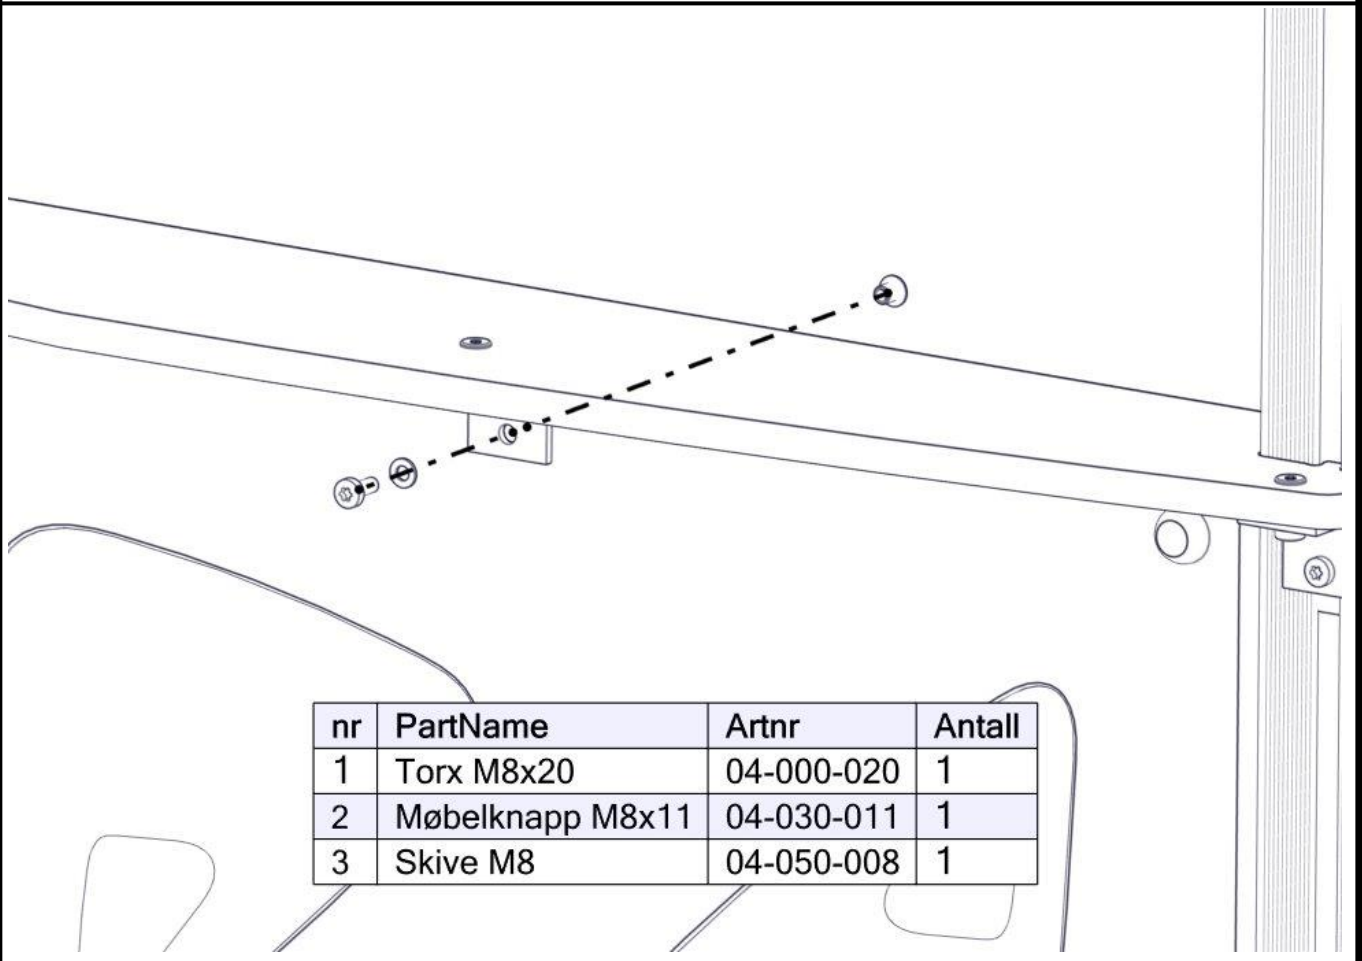 nr PartName Artnr Antall
1 Torx M8x20 04-000-020 1
2 Møbelknapp M8x11 04-030-011 1
3 Skive M8 04-050-008 1